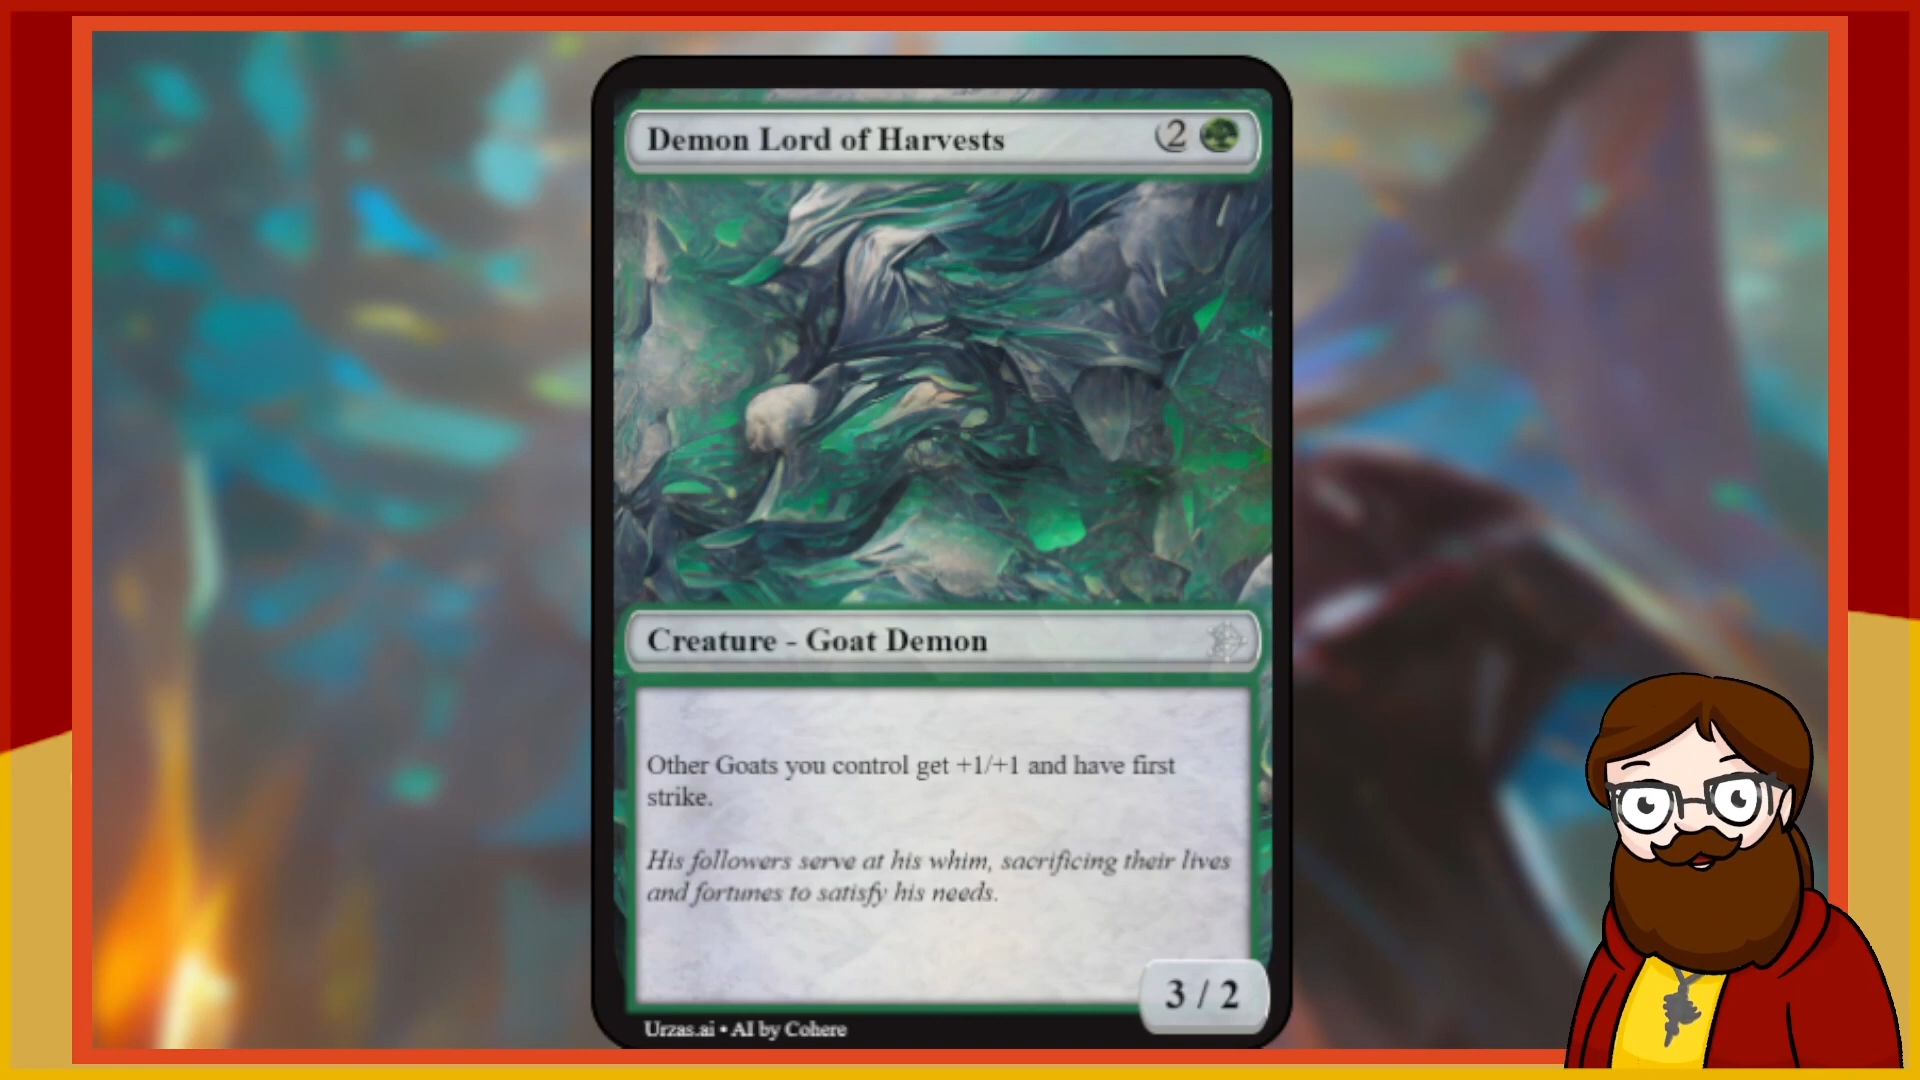 Demon Lord of Harvests 2
Creature - Goat Demon
Other Goats you control get +1/+1 and have first
strike.
His followers serve at his whim, sacrificing their lives
and fortunes to satisfy his needs.
3 / 2
Urzas.ai • AI by Cohere